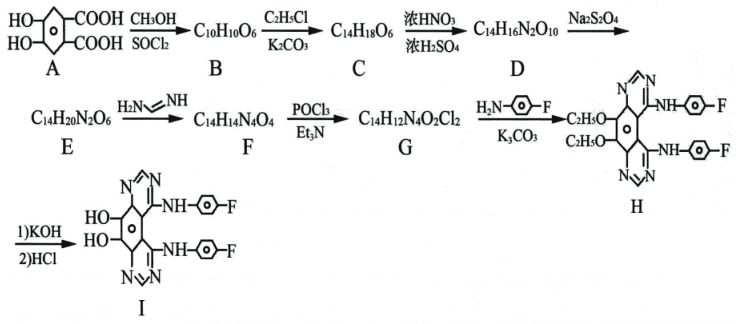 HO COOH CH3OH C2H5Cl 浓HNO3 Na2S2O4
HO COOH SOCl2 C10H10O6 K2CO3 C14H18O6 浓H2SO4 C14H16N2O10
A B C D
C14H20N2O6 H2N NH C14H14N4O4 POCl3 Et3N C14H12N4O2Cl2 H2N F K3CO3
E F G
N N
C2H5O NH F
C2H5O NH F
N N
H
N N
1)KOH HO NH F
2)HCl HO NH F
N N
I